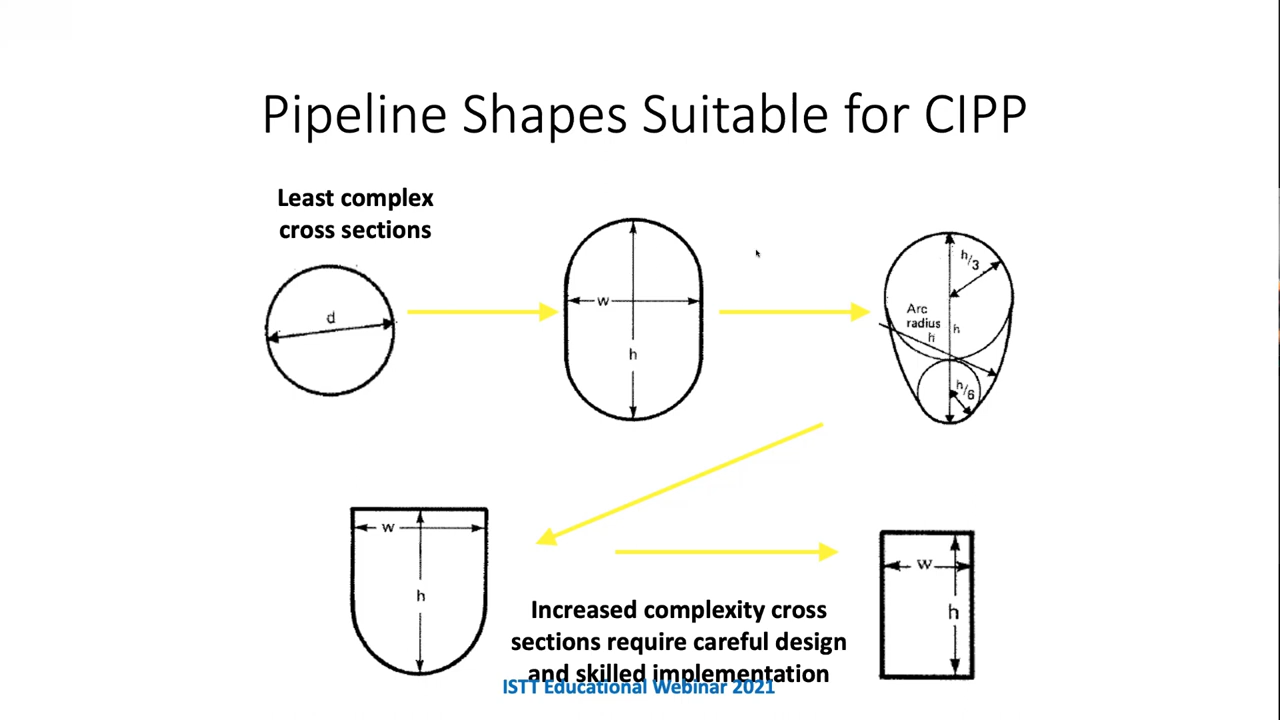 Pipeline Shapes Suitable for CIPP
Least complex
cross sections
d
w
h
h/3
Arc
radius
h
h
h/6
w
h
w
h
Increased complexity cross
sections require careful design
and skilled implementation
ISTT Educational Webinar 2021